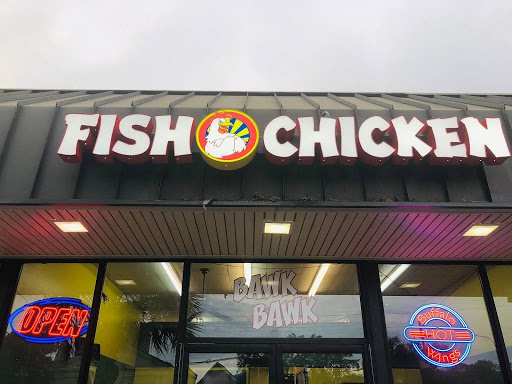 FISH CHICKEN
BAWK
BAWK
OPEN
Buffalo
HOT
Wings